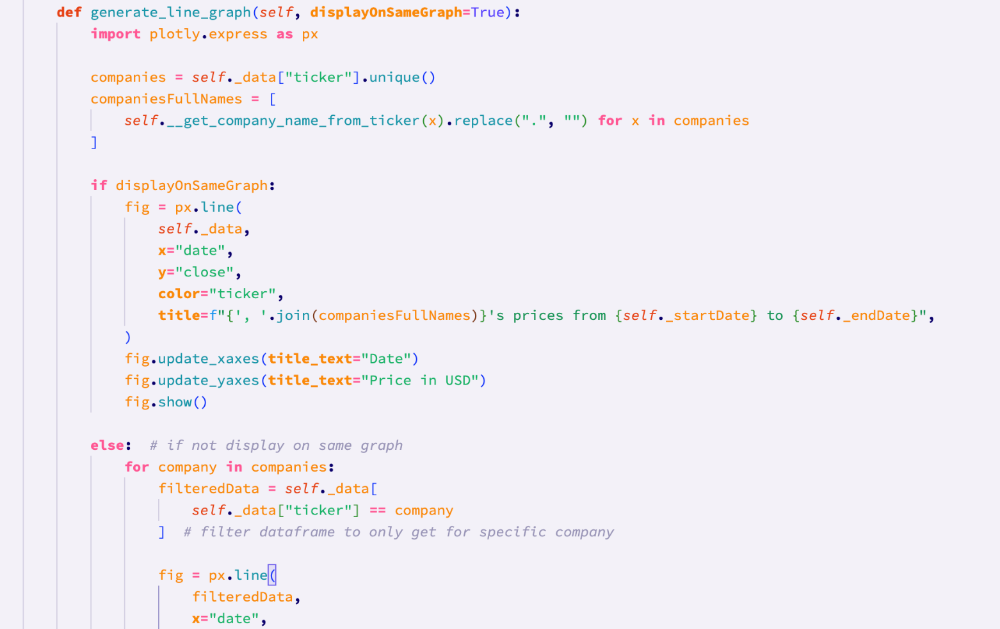 def generate_line_graph(self, displayOnSameGraph=True):
import plotly.express as px
companies = self._data["ticker"].unique()
companiesFullNames = [
self.__get_company_name_from_ticker(x).replace(".", "") for x in companies
]
if displayOnSameGraph:
fig = px.line(
self._data,
x="date",
y="close",
color="ticker",
title=f"{', '.join(companiesFullNames)}'s prices from {self._startDate} to {self._endDate}",
)
fig.update_xaxes(title_text="Date")
fig.update_yaxes(title_text="Price in USD")
fig.show()
else:  # if not display on same graph
for company in companies:
filteredData = self._data[
self._data["ticker"] == company
]  # filter dataframe to only get for specific company
fig = px.line(
filteredData,
x="date",